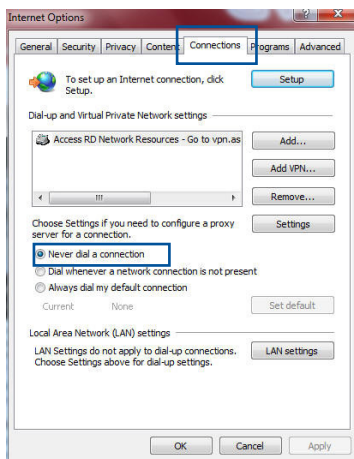 Internet Options
General Security Privacy Content Connections Programs Advanced
To set up an Internet connection, click
Setup.
Setup
Dial-up and Virtual Private Network settings
Access RD Network Resources - Go to vpn.as
Add...
Add VPN...
Remove...
Choose Settings if you need to configure a proxy
server for a connection.
Settings
Never dial a connection
Dial whenever a network connection is not present
Always dial my default connection
Current None
Set default
Local Area Network (LAN) settings
LAN Settings do not apply to dial-up connections.
Choose Settings above for dial-up settings.
LAN settings
OK Cancel Apply